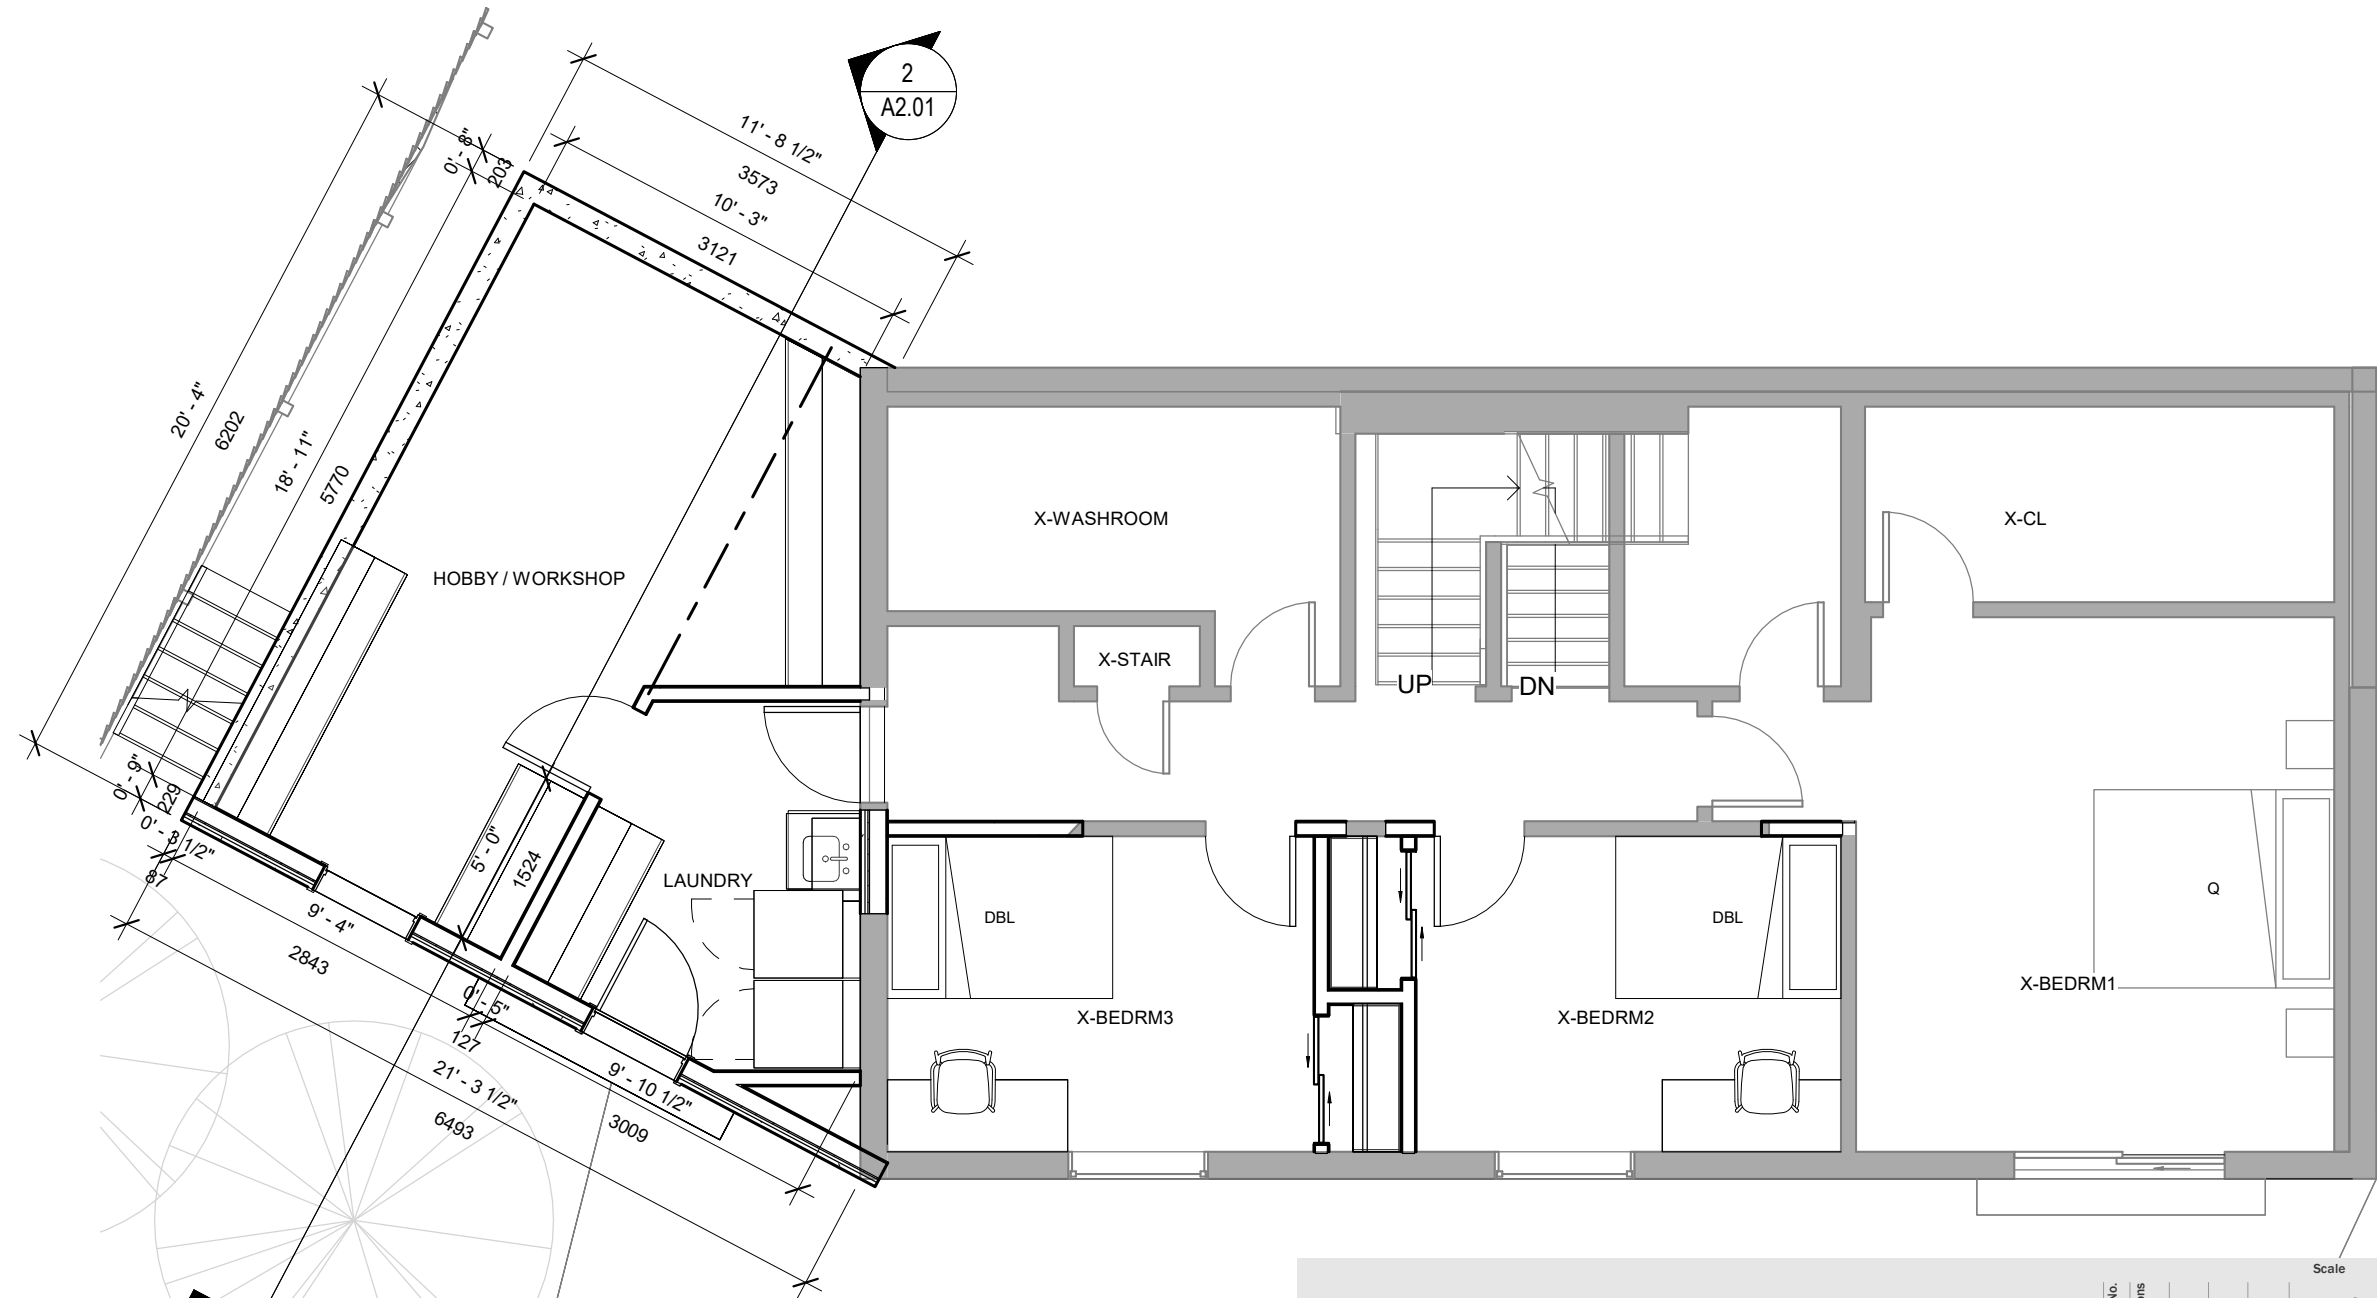 2
A2.01
11' - 8 1/2"
3573
10' - 3"
3121
0' - 8"
203
20' - 4"
6202
18' - 11"
5770
HOBBY / WORKSHOP
X-WASHROOM
X-CL
X-STAIR
UP
DN
0' - 9"
229
0' - 3 1/2"
87
5' - 0"
1524
LAUNDRY
DBL
DBL
Q
9' - 4"
2843
X-BEDRM1
0' - 5"
127
X-BEDRM3
X-BEDRM2
21' - 3 1/2"
6493
9' - 10 1/2"
3009
Scale
No.